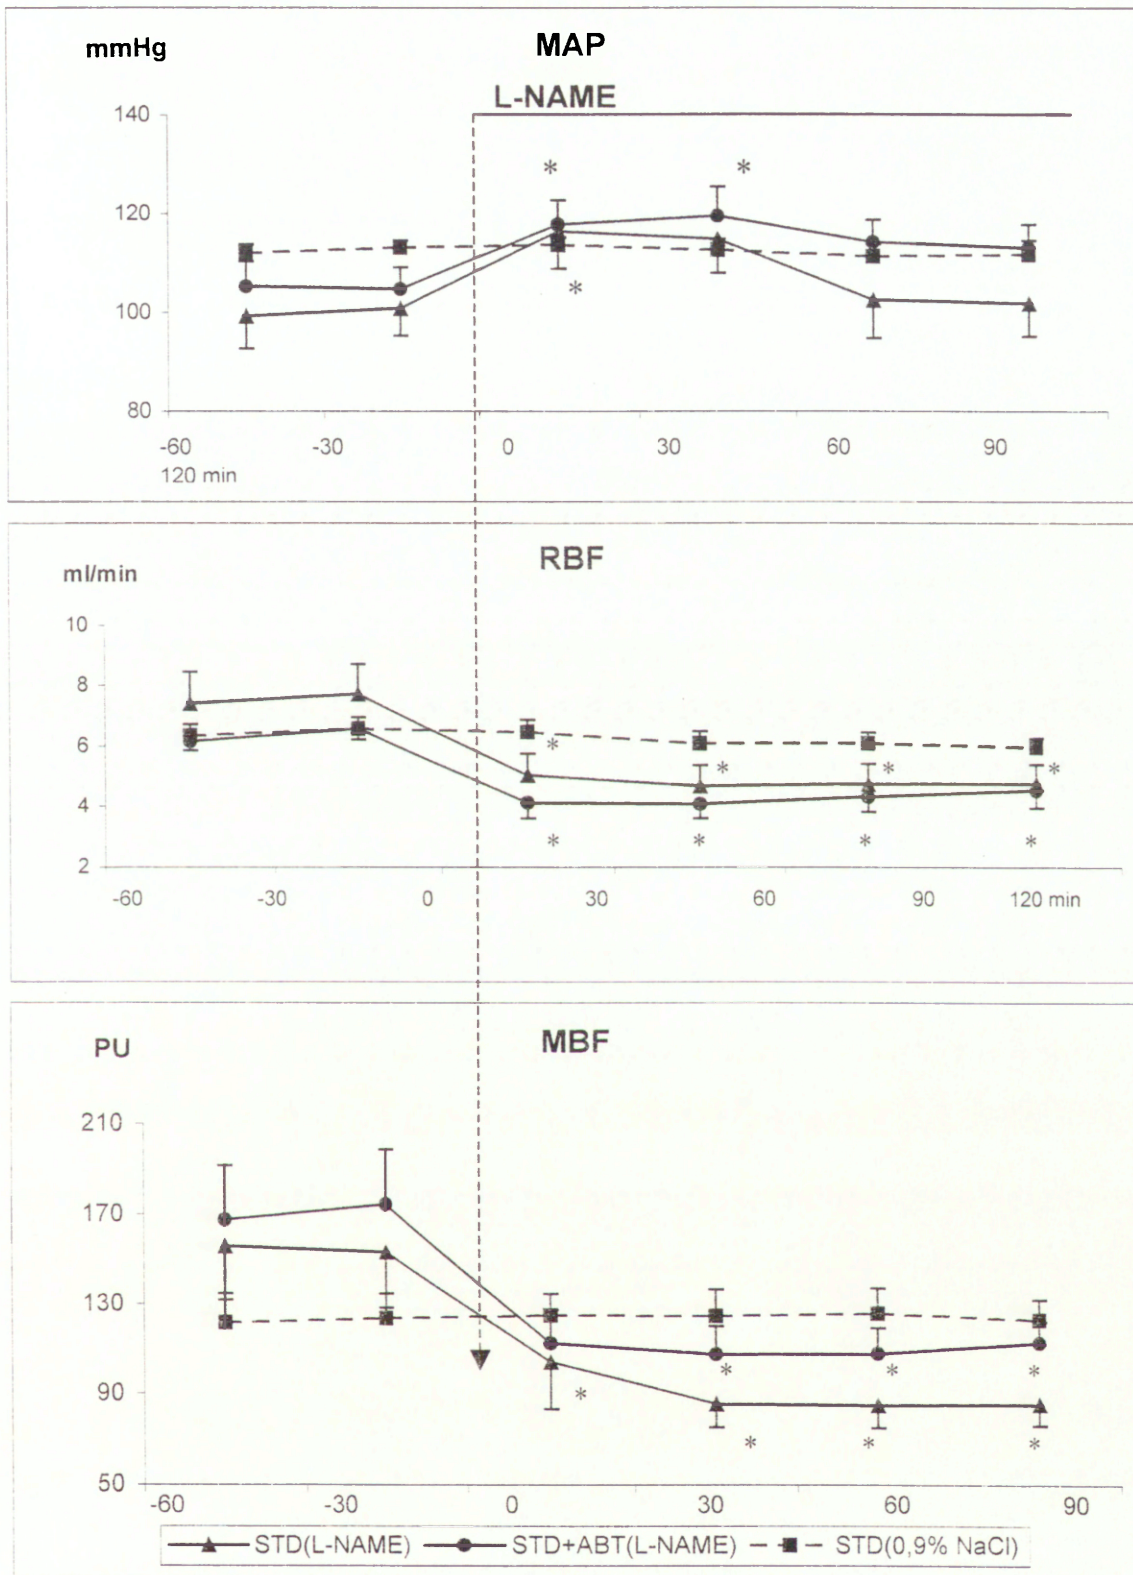 mmHg MAP
L-NAME
140
* *
120
*
100
80
-60 -30 0 30 60 90
120 min
RBF
ml/min
10
8
6
* * * *
4
* * * *
2
-60 -30 0 30 60 90 120 min
PU MBF
210
170
130
* * *
90
*
* * *
50
-60 -30 0 30 60 90
STD(L-NAME) STD+ABT(L-NAME) STD(0,9% NaCl)